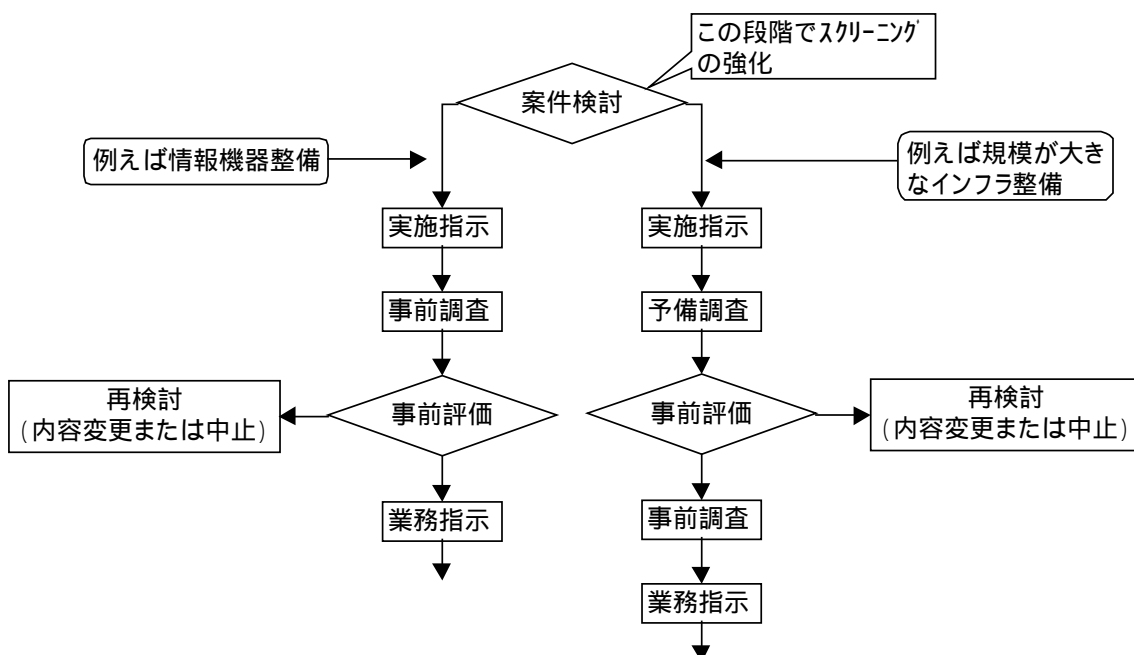 この段階でｽｸﾘｰﾆﾝｸﾞ
の強化
案件検討
例えば情報機器整備
例えば規模が大き
なインフラ整備
実施指示
実施指示
事前調査
予備調査
再検討
(内容変更または中止)
事前評価
事前評価
再検討
(内容変更または中止)
業務指示
事前調査
業務指示